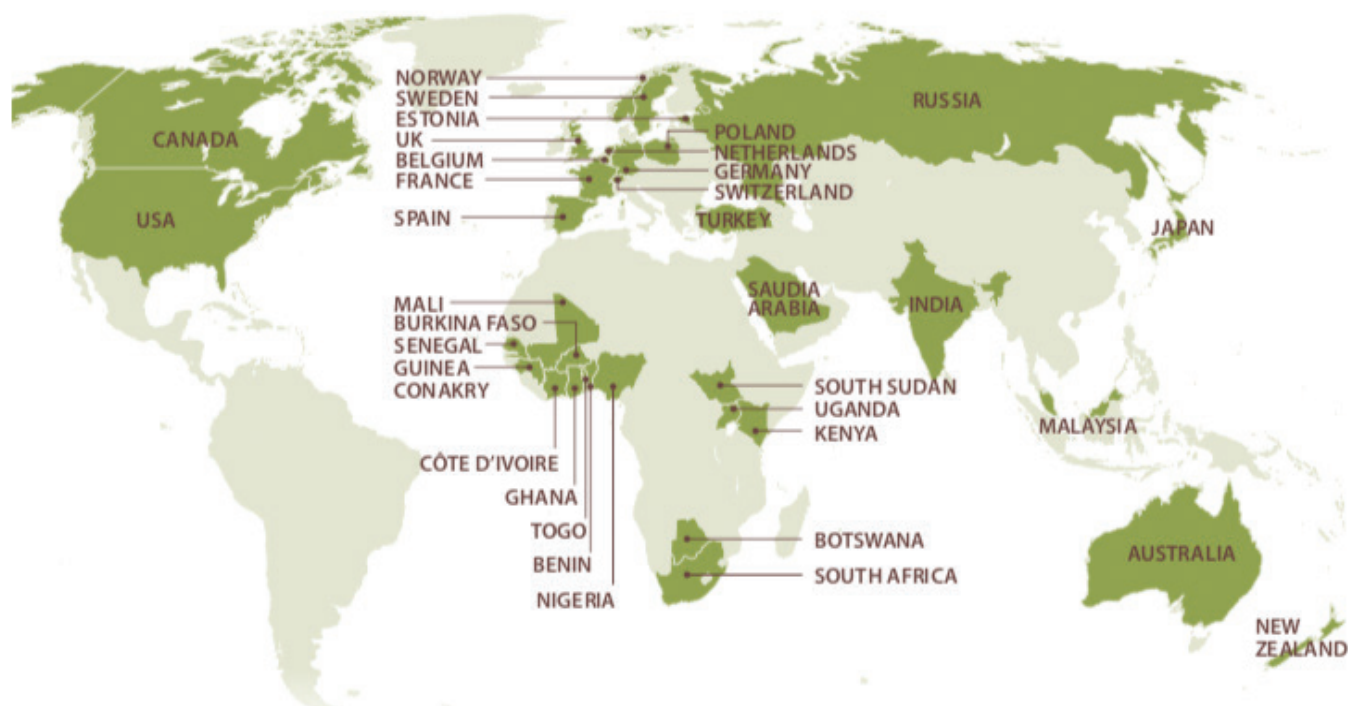 NORWAY
SWEDEN
ESTONIA
UK
BELGIUM
FRANCE
SPAIN
POLAND
NETHERLANDS
GERMANY
SWITZERLAND
TURKEY
RUSSIA
CANADA
USA
JAPAN
SAUDIA
ARABIA
INDIA
MALI
BURKINA FASO
SENEGAL
GUINEA
CONAKRY
CÔTE D'IVOIRE
GHANA
TOGO
BENIN
NIGERIA
SOUTH SUDAN
UGANDA
KENYA
MALAYSIA
BOTSWANA
SOUTH AFRICA
AUSTRALIA
NEW
ZEALAND